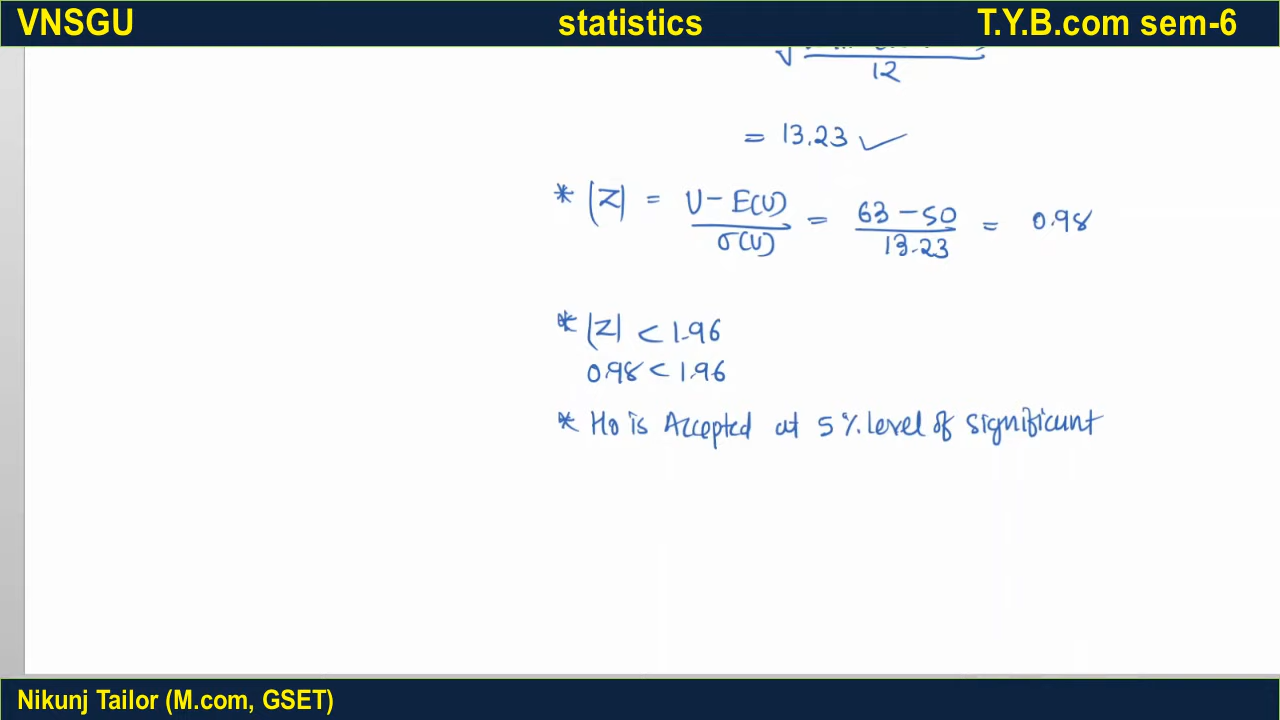 VNSGU statistics T.Y.B.com sem-6
12
= 13.23 ✓
* |Z| = U - E(U) / σ(U) = 63 - 50 / 13.23 = 0.98
* |Z| < 1.96
0.98 < 1.96
* H0 is Accepted at 5% level of significant
Nikunj Tailor (M.com, GSET)